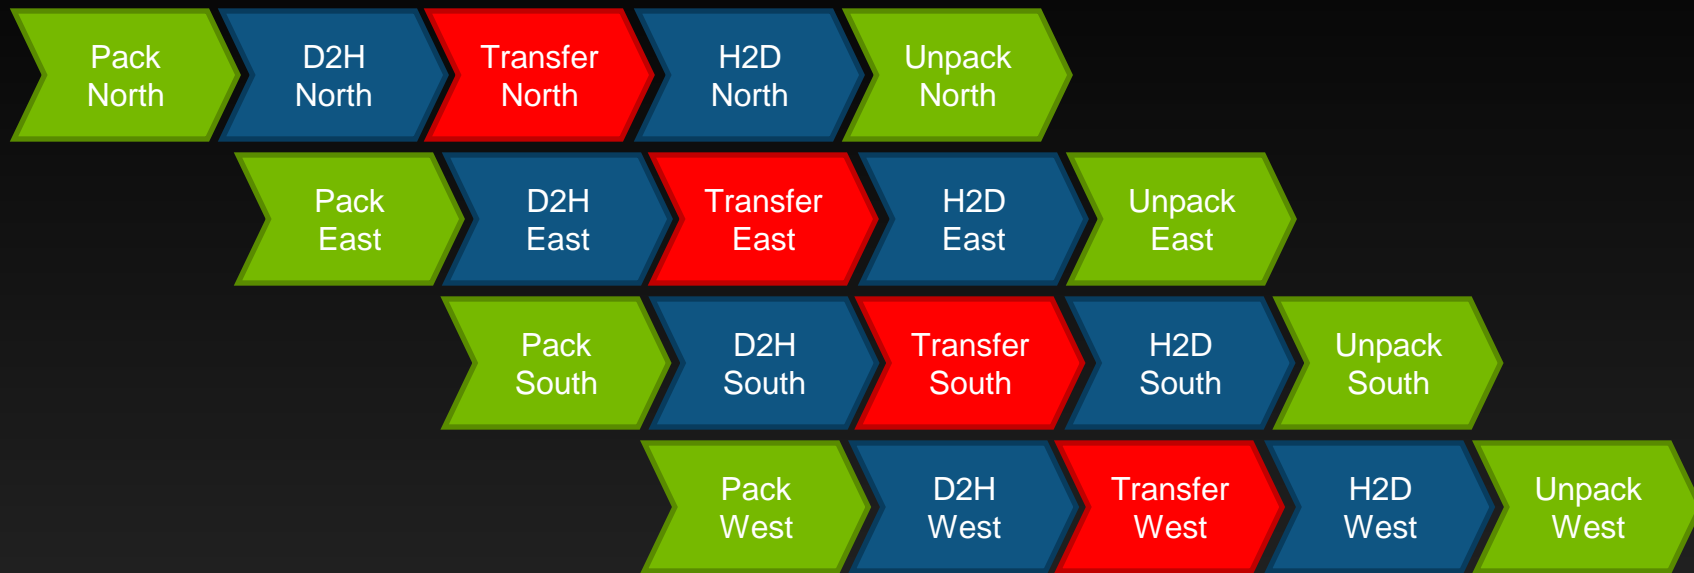 Pack
North
D2H
North
Transfer
North
H2D
North
Unpack
North
Pack
East
D2H
East
Transfer
East
H2D
East
Unpack
East
Pack
South
D2H
South
Transfer
South
H2D
South
Unpack
South
Pack
West
D2H
West
Transfer
West
H2D
West
Unpack
West